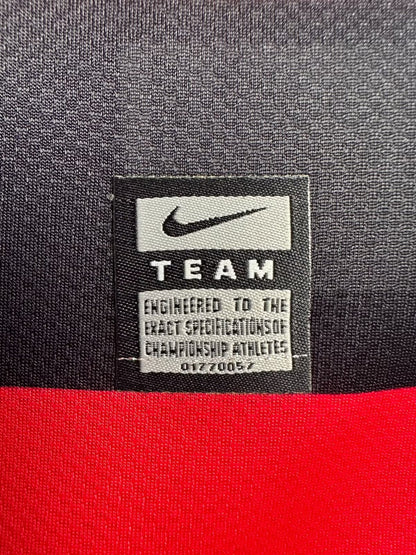 TEAM
ENGINEERED TO THE
EXACT SPECIFICATIONS OF
CHAMPIONSHIP ATHLETES
01770057